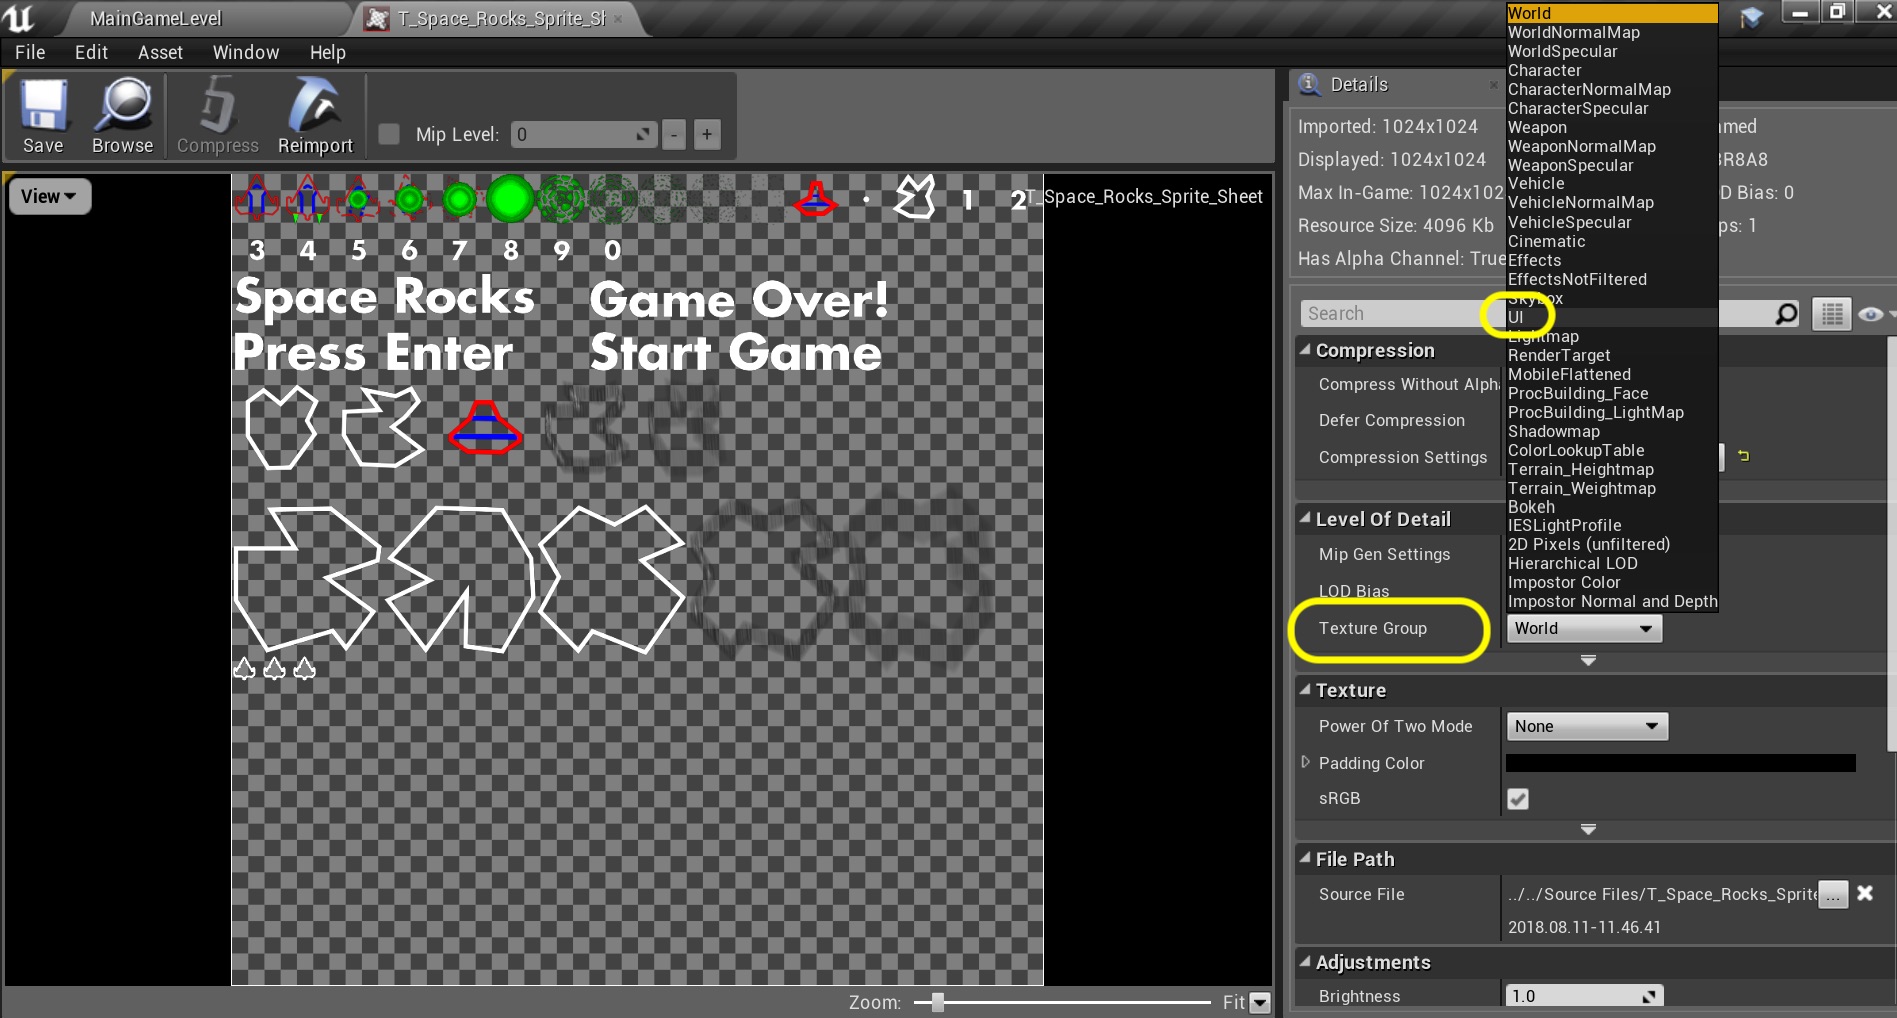 MainGameLevel
T_Space_Rocks_Sprite_Sh
File Edit Asset Window Help
Save Browse Compress Reimport
Mip Level: 0 - +
View
T_Space_Rocks_Sprite_Sheet
1 2
3 4 5 6 7 8 9 0
Space Rocks Game Over!
Press Enter Start Game
Zoom: Fit
Details
Imported: 1024x1024
Displayed: 1024x1024
Max In-Game: 1024x102
Resource Size: 4096 Kb
Has Alpha Channel: True
med
R8A8
D Bias: 0
ps: 1
Search
World
WorldNormalMap
WorldSpecular
Character
CharacterNormalMap
CharacterSpecular
Weapon
WeaponNormalMap
WeaponSpecular
Vehicle
VehicleNormalMap
VehicleSpecular
Cinematic
Effects
EffectsNotFiltered
Skybox
UI
Lightmap
RenderTarget
MobileFlattened
ProcBuilding_Face
ProcBuilding_LightMap
Shadowmap
ColorLookupTable
Terrain_Heightmap
Terrain_Weightmap
Bokeh
IESLightProfile
2D Pixels (unfiltered)
Hierarchical LOD
Impostor Color
Impostor Normal and Depth
Compression
Compress Without Alpha
Defer Compression
Compression Settings
Level Of Detail
Mip Gen Settings
LOD Bias
Texture Group World
Texture
Power Of Two Mode None
Padding Color
sRGB
File Path
Source File ../../Source Files/T_Space_Rocks_Sprite ...
2018.08.11-11.46.41
Adjustments
Brightness 1.0